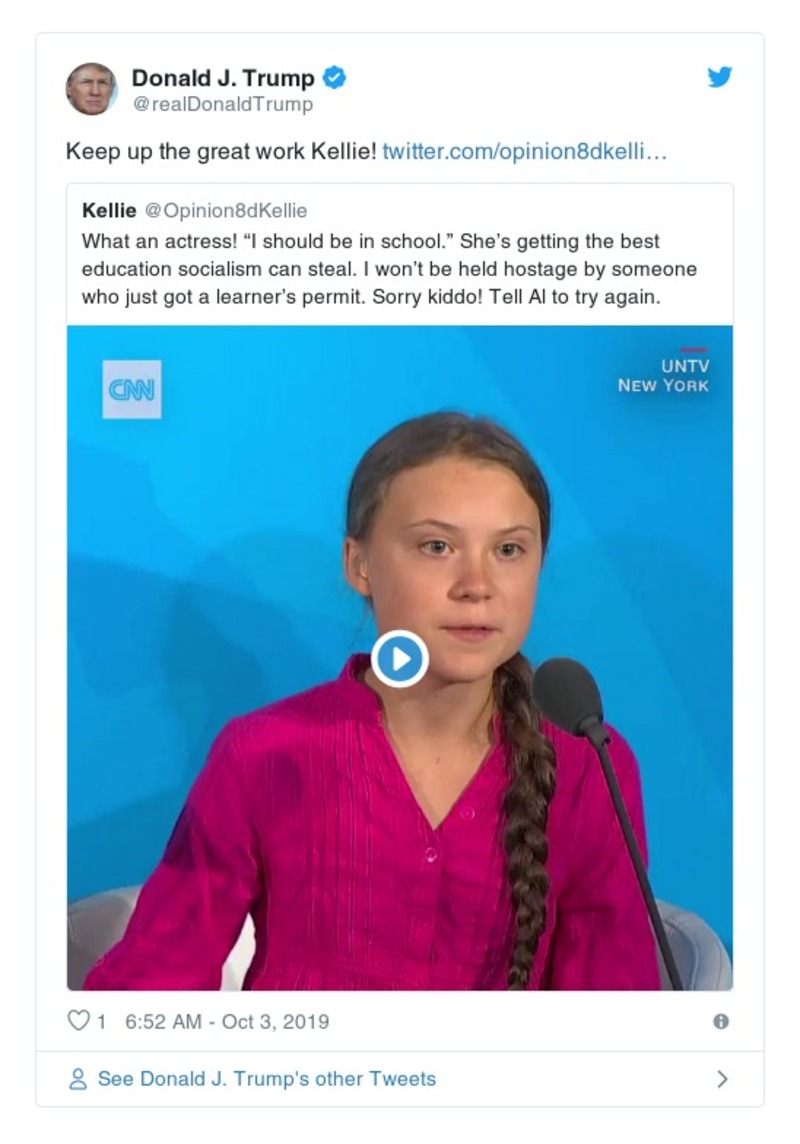 Donald J. Trump
@realDonaldTrump
Keep up the great work Kellie! twitter.com/opinion8dkelli…
Kellie @Opinion8dKellie
What an actress! “I should be in school.” She’s getting the best
education socialism can steal. I won’t be held hostage by someone
who just got a learner’s permit. Sorry kiddo! Tell Al to try again.
CNN
UNTV
NEW YORK
1 6:52 AM - Oct 3, 2019
See Donald J. Trump's other Tweets